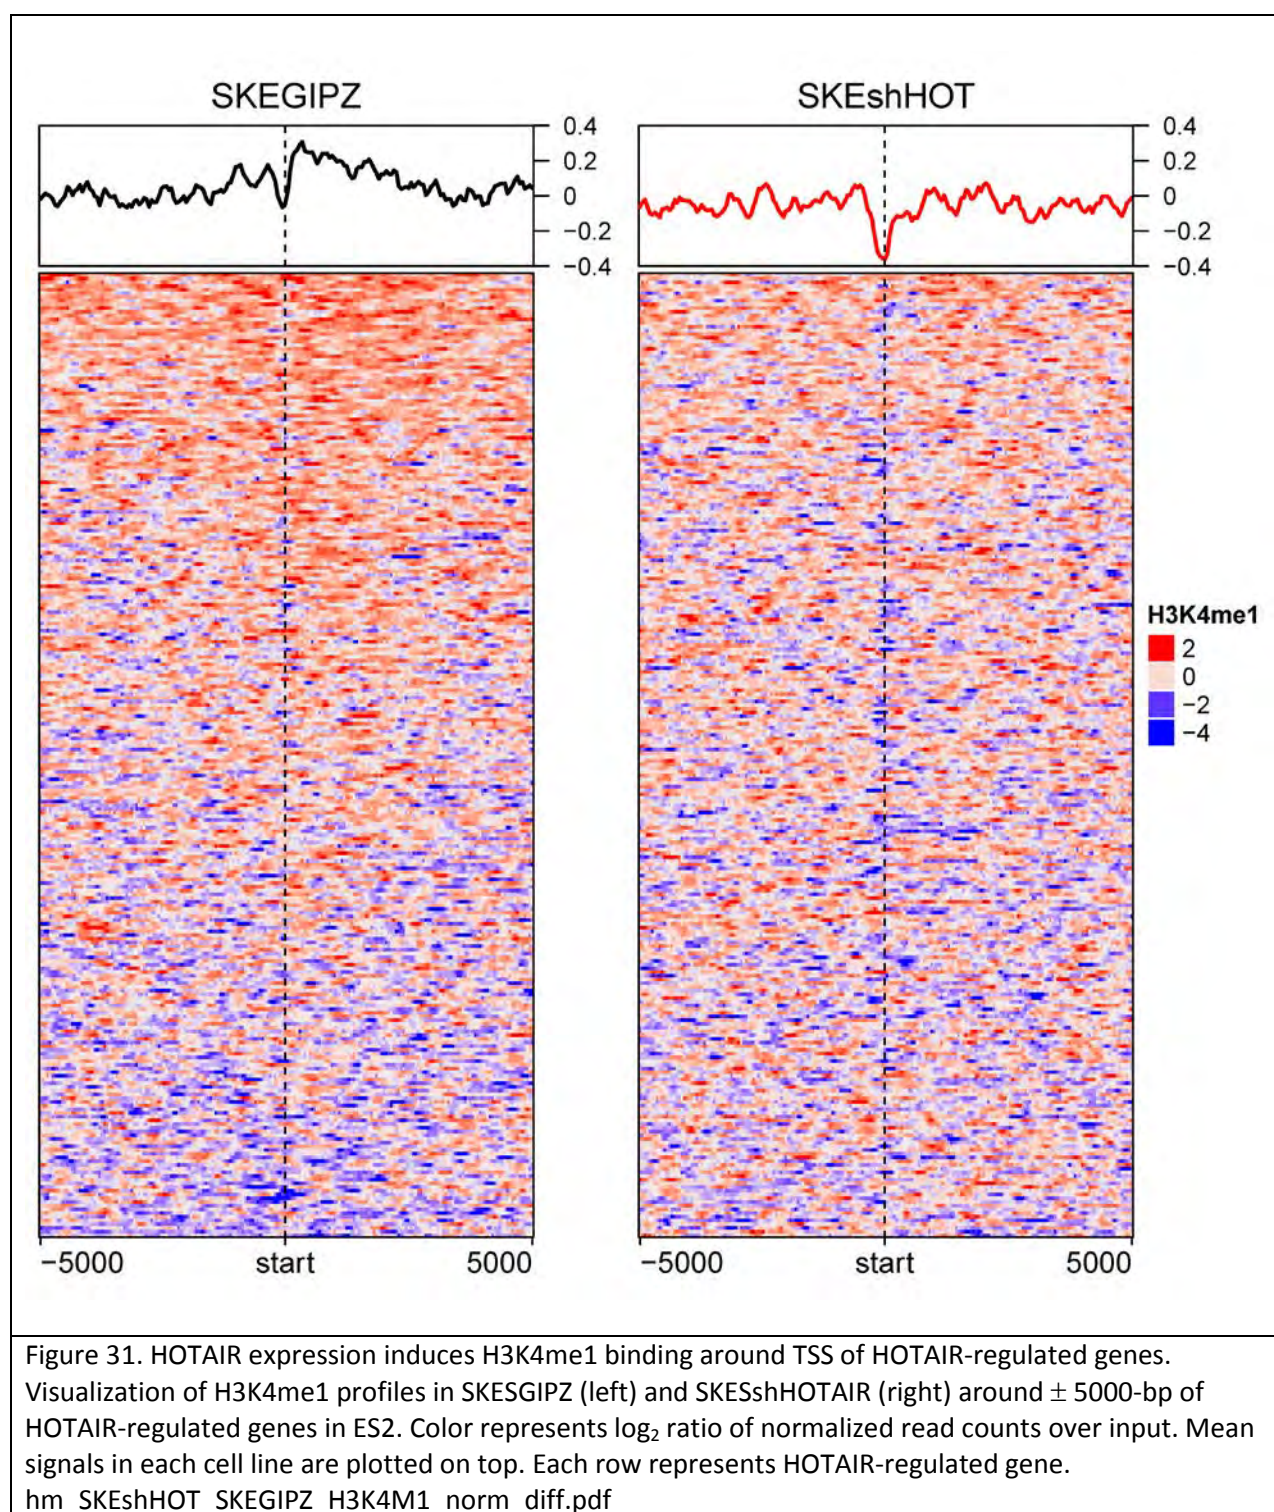 SKEGIPZ
SKEshHOT
0.4
0.2
0
−0.2
−0.4
0.4
0.2
0
−0.2
−0.4
H3K4me1
2
0
−2
−4
−5000 start 5000
−5000 start 5000
Figure 31. HOTAIR expression induces H3K4me1 binding around TSS of HOTAIR-regulated genes.
Visualization of H3K4me1 profiles in SKESGIPZ (left) and SKESshHOTAIR (right) around ± 5000-bp of
HOTAIR-regulated genes in ES2. Color represents log₂ ratio of normalized read counts over input. Mean
signals in each cell line are plotted on top. Each row represents HOTAIR-regulated gene.
hm_SKEshHOT_SKEGIPZ_H3K4M1_norm_diff.pdf